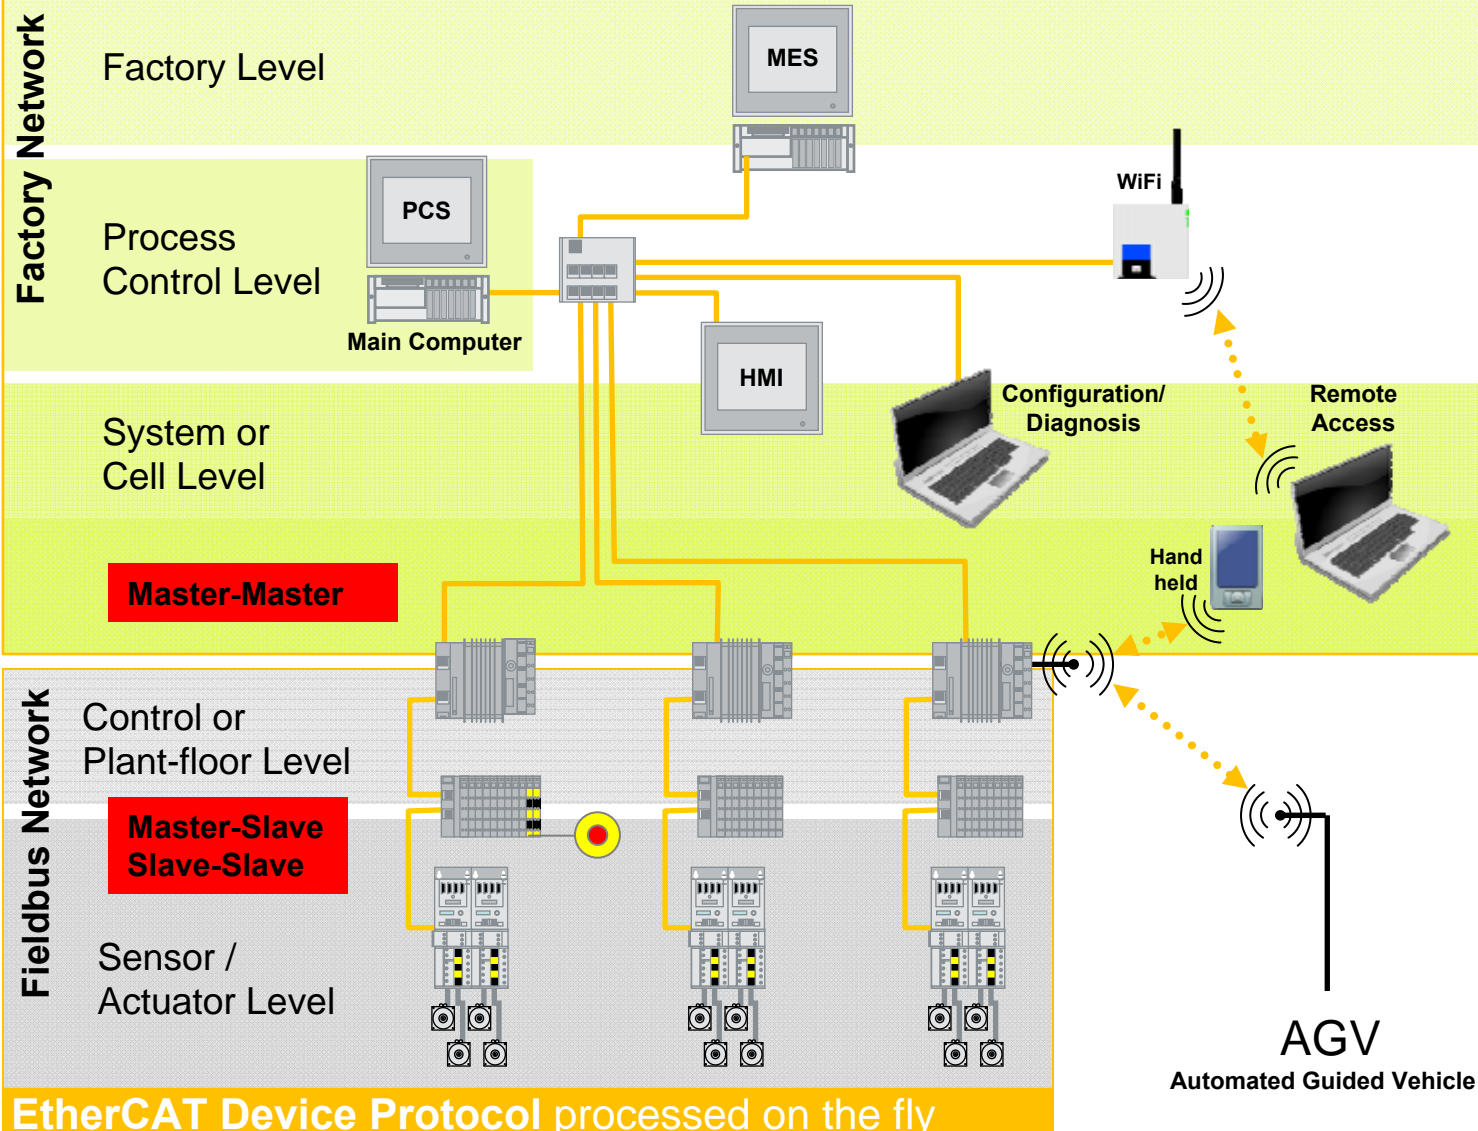 Factory Network
Factory Level
MES
WiFi
PCS
Process
Control Level
Main Computer
HMI
Configuration/
Diagnosis
Remote
Access
System or
Cell Level
Hand
held
Master-Master
Fieldbus Network
Control or
Plant-floor Level
Master-Slave
Slave-Slave
Sensor /
Actuator Level
AGV
Automated Guided Vehicle
EtherCAT Device Protocol processed on the fly